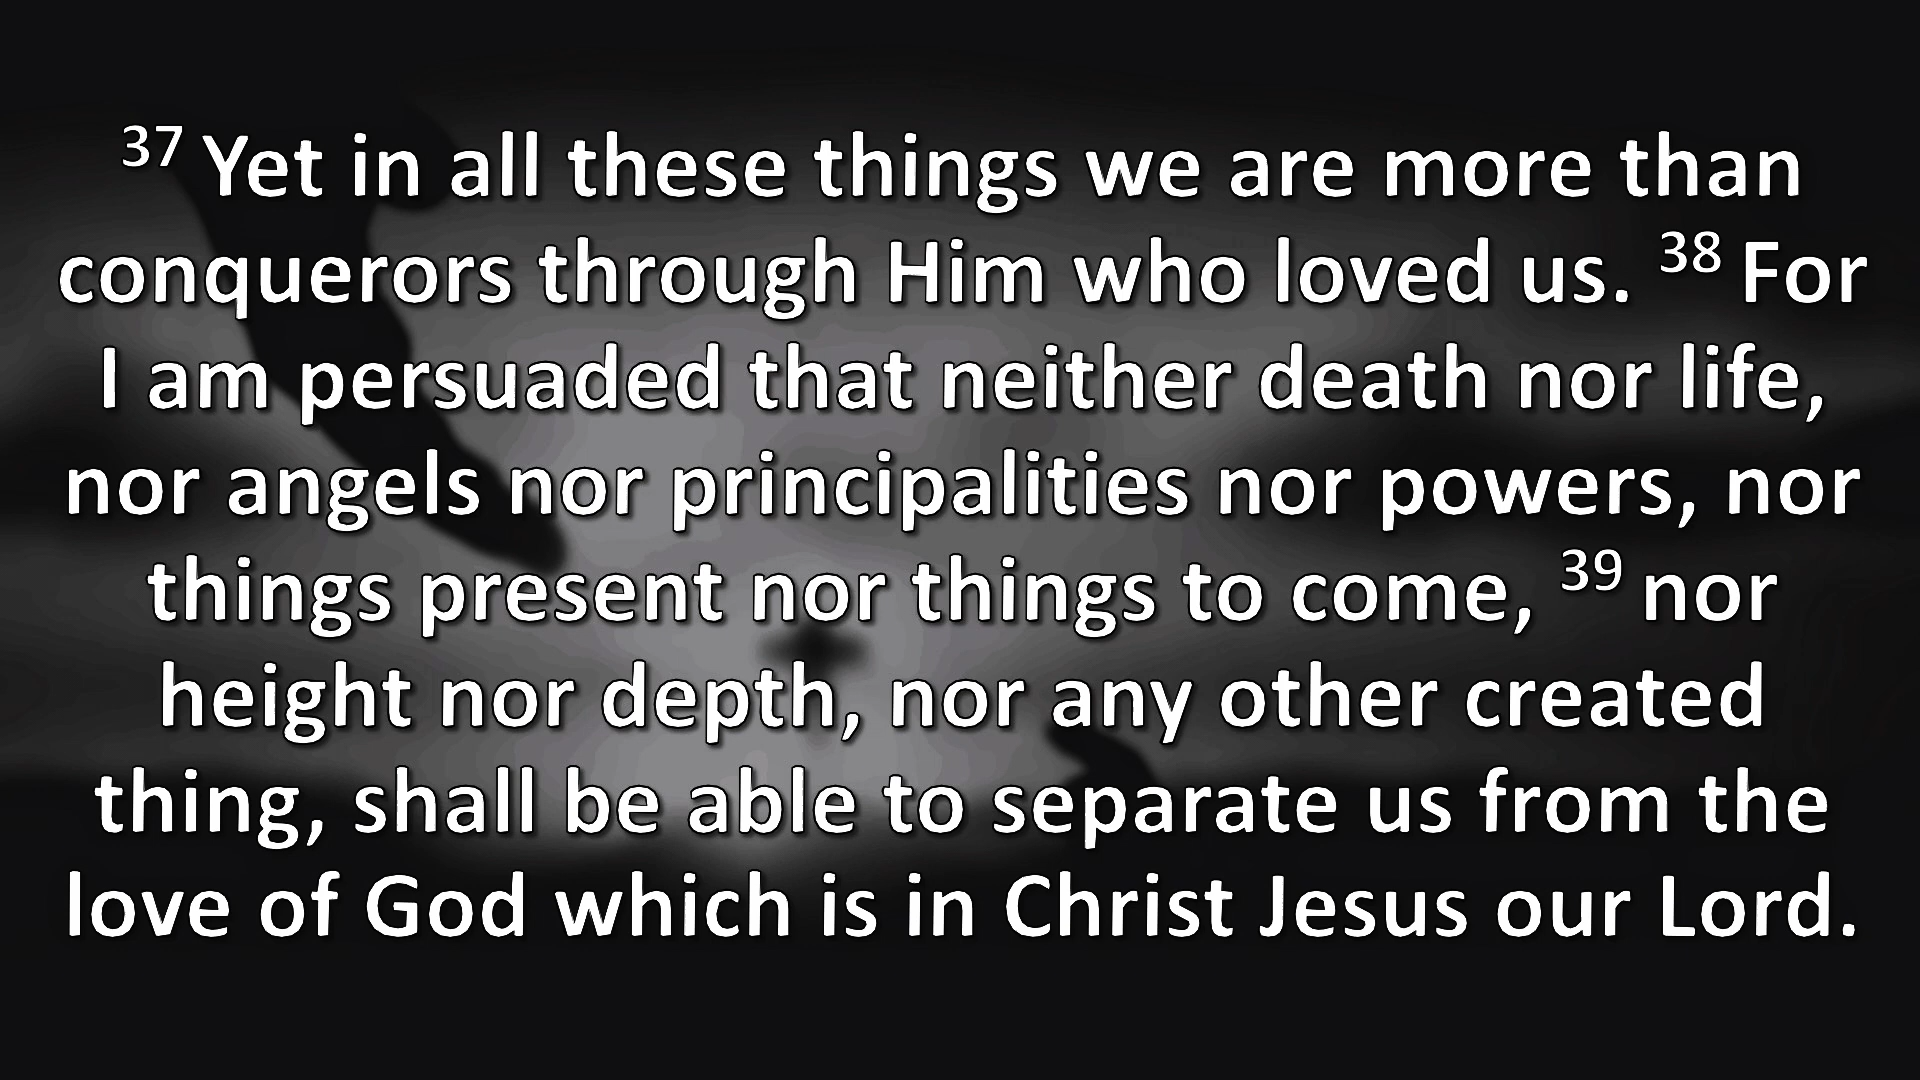 37 Yet in all these things we are more than
conquerors through Him who loved us. 38 For
I am persuaded that neither death nor life,
nor angels nor principalities nor powers, nor
things present nor things to come, 39 nor
height nor depth, nor any other created
thing, shall be able to separate us from the
love of God which is in Christ Jesus our Lord.